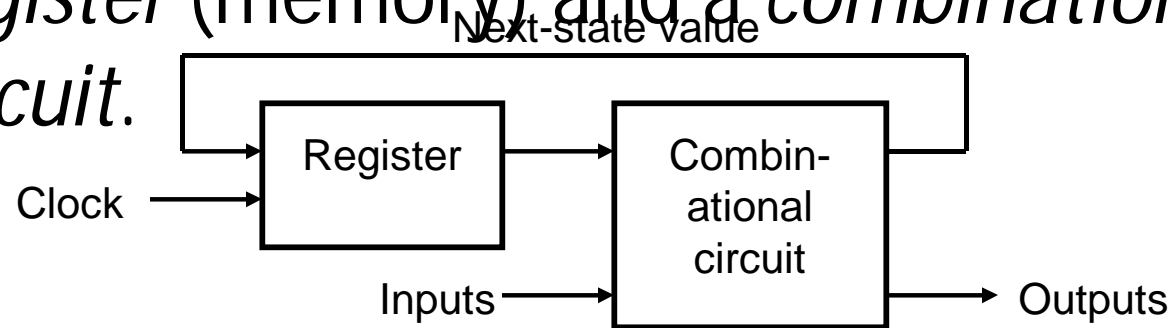 gister (memory) and a combination
Next-state value
cuit.
Register
Combin-
ational
circuit
Clock
Inputs
Outputs